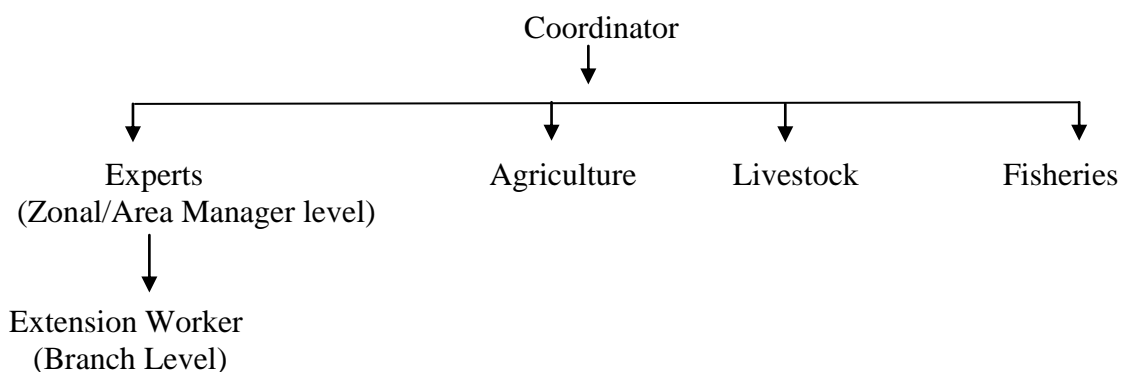 Coordinator
Experts Agriculture Livestock Fisheries
(Zonal/Area Manager level)
Extension Worker
(Branch Level)